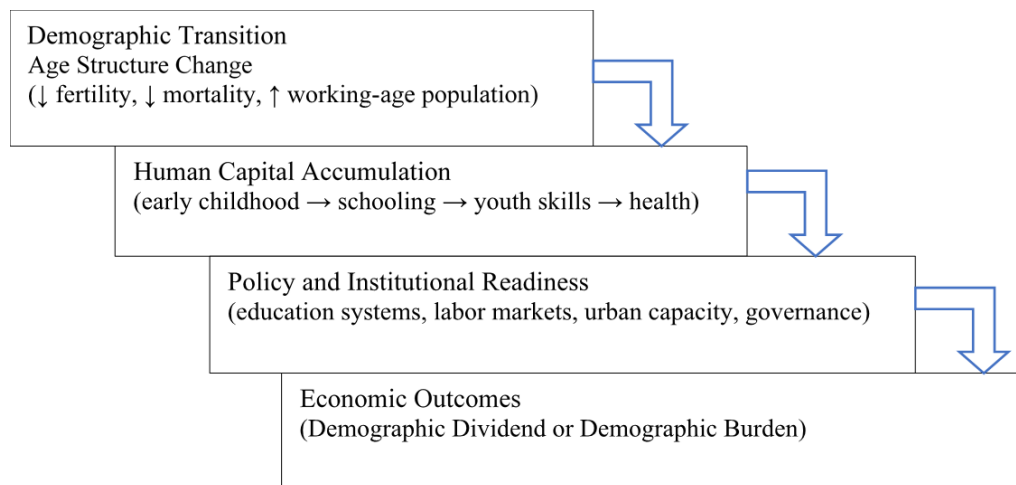 Demographic Transition
Age Structure Change
(↓ fertility, ↓ mortality, ↑ working-age population)
Human Capital Accumulation
(early childhood → schooling → youth skills → health)
Policy and Institutional Readiness
(education systems, labor markets, urban capacity, governance)
Economic Outcomes
(Demographic Dividend or Demographic Burden)